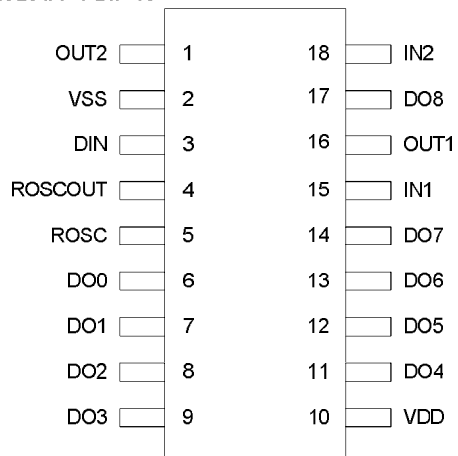 OUT2 1 18 IN2
VSS 2 17 DO8
DIN 3 16 OUT1
ROSCOUT 4 15 IN1
ROSC 5 14 DO7
DO0 6 13 DO6
DO1 7 12 DO5
DO2 8 11 DO4
DO3 9 10 VDD